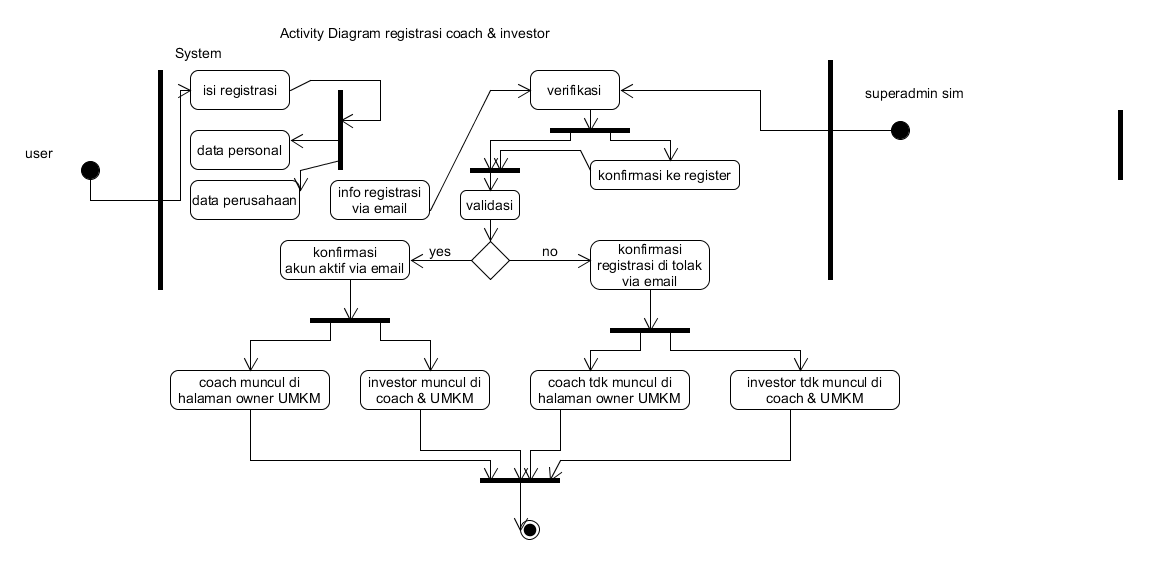 Activity Diagram registrasi coach & investor
System
isi registrasi
verifikasi
superadmin sim
user
data personal
konfirmasi ke register
data perusahaan
info registrasi
via email
validasi
konfirmasi
akun aktif via email
yes
no
konfirmasi
registrasi di tolak
via email
coach muncul di
halaman owner UMKM
investor muncul di
coach & UMKM
coach tdk muncul di
halaman owner UMKM
investor tdk muncul di
coach & UMKM